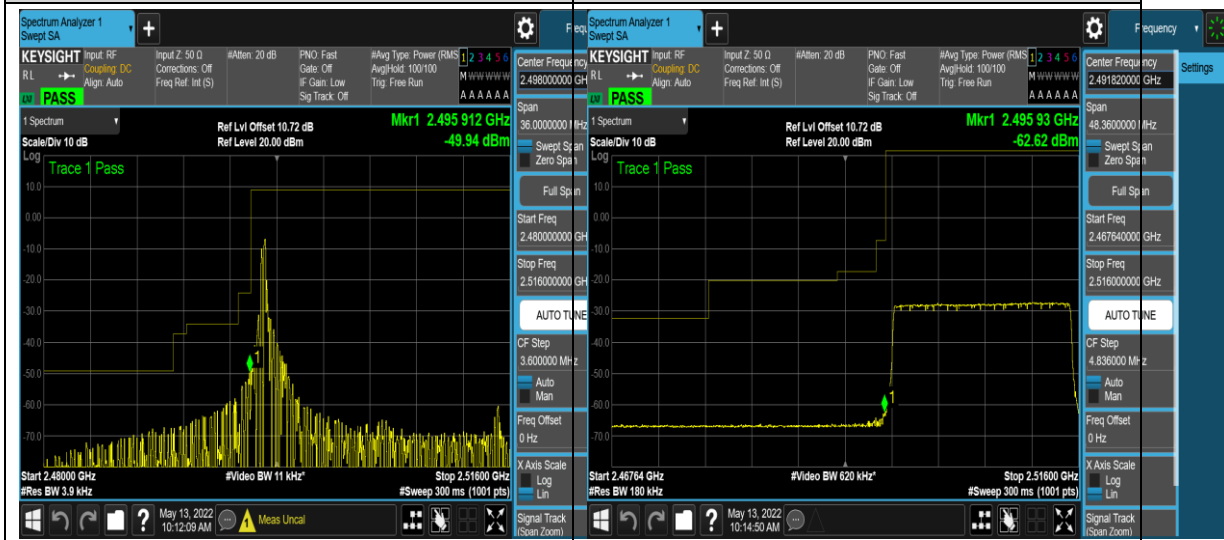 Spectrum Analyzer 1
Swept SA
+
KEYSIGHT
RL
PASS
Input: RF
Coupling: DC
Align: Auto
Input Z: 50 Ω
Corrections: Off
Freq Ref: Int (S)
#Atten: 20 dB
PNO: Fast
Gate: Off
IF Gain: Low
Sig Track: Off
#Avg Type: Power (RMS
Avg|Hold: 100/100
Trig: Free Run
1 2 3 4 5 6
M W W W W W
A A A A A A
1 Spectrum
Scale/Div 10 dB
Log
Ref Lvl Offset 10.72 dB
Ref Level 20.00 dBm
Mkr1 2.495 912 GHz
-49.94 dBm
Trace 1 Pass
10.0
0.00
-10.0
-20.0
-30.0
-40.0
-50.0
-60.0
-70.0
1
Start 2.48000 GHz
#Res BW 3.9 kHz
#Video BW 11 kHz*
Stop 2.51600 GHz
#Sweep 300 ms (1001 pts)
May 13, 2022
10:12:09 AM
Meas Uncal
Frequ
Center Frequency
2.498000000 GHz
Span
36.0000000 MHz
Swept Span
Zero Span
Full Span
Start Freq
2.480000000 GH
Stop Freq
2.516000000 GH
AUTO TUNE
CF Step
3.600000 MHz
Auto
Man
Freq Offset
0 Hz
X Axis Scale
Log
Lin
Signal Track
(Span Zoom)
Spectrum Analyzer 1
Swept SA
+
KEYSIGHT
RL
PASS
Input: RF
Coupling: DC
Align: Auto
Input Z: 50 Ω
Corrections: Off
Freq Ref: Int (S)
#Atten: 20 dB
PNO: Fast
Gate: Off
IF Gain: Low
Sig Track: Off
#Avg Type: Power (RMS
Avg|Hold: 100/100
Trig: Free Run
1 2 3 4 5 6
M W W W W W
A A A A A A
1 Spectrum
Scale/Div 10 dB
Log
Ref Lvl Offset 10.72 dB
Ref Level 20.00 dBm
Mkr1 2.495 93 GHz
-62.62 dBm
Trace 1 Pass
10.0
0.00
-10.0
-20.0
-30.0
-40.0
-50.0
-60.0
-70.0
1
Start 2.46764 GHz
#Res BW 180 kHz
#Video BW 620 kHz*
Stop 2.51600 GHz
#Sweep 300 ms (1001 pts)
May 13, 2022
10:14:50 AM
Frequency
Settings
Center Frequency
2.491820000 GHz
Span
48.3600000 MHz
Swept Span
Zero Span
Full Span
Start Freq
2.467640000 GHz
Stop Freq
2.516000000 GHz
AUTO TUNE
CF Step
4.836000 MHz
Auto
Man
Freq Offset
0 Hz
X Axis Scale
Log
Lin
Signal Track
(Span Zoom)